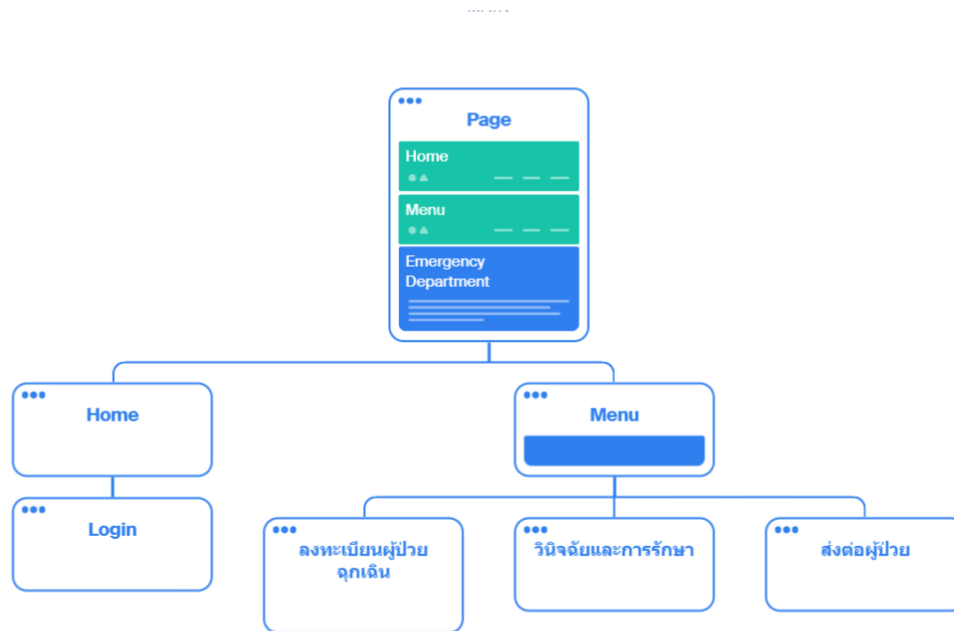 Page
Home
Menu
Emergency
Department
Home
Menu
Login
ลงทะเบียนผู้ป่วย
ฉุกเฉิน
วินิจฉัยและการรักษา
ส่งต่อผู้ป่วย